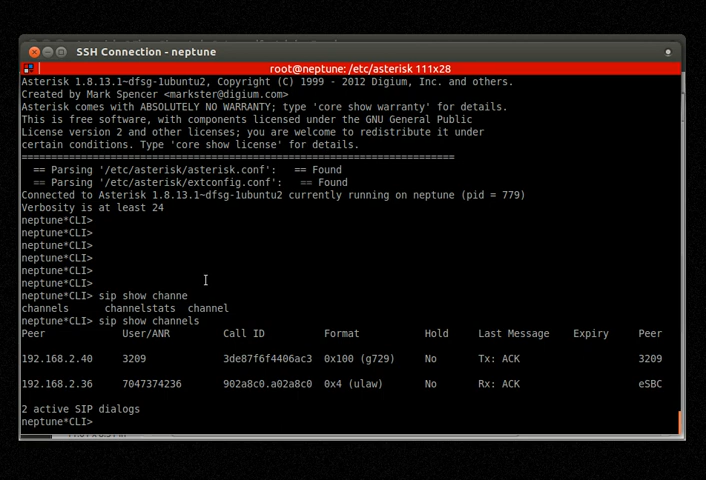 SSH Connection - neptune
root@neptune: /etc/asterisk 111x28
Asterisk 1.8.13.1~dfsg-1ubuntu2, Copyright (C) 1999 - 2012 Digium, Inc. and others.
Created by Mark Spencer <markster@digium.com>
Asterisk comes with ABSOLUTELY NO WARRANTY; type 'core show warranty' for details.
This is free software, with components licensed under the GNU General Public
License version 2 and other licenses; you are welcome to redistribute it under
certain conditions. Type 'core show license' for details.
=========================================================================
== Parsing '/etc/asterisk/asterisk.conf': == Found
== Parsing '/etc/asterisk/extconfig.conf': == Found
Connected to Asterisk 1.8.13.1~dfsg-1ubuntu2 currently running on neptune (pid = 779)
Verbosity is at least 24
neptune*CLI>
neptune*CLI>
neptune*CLI>
neptune*CLI>
neptune*CLI>
neptune*CLI>
neptune*CLI> sip show channe
channels channelstats channel
neptune*CLI> sip show channels
Peer User/ANR Call ID Format Hold Last Message Expiry Peer
192.168.2.40 3209 3de87f6f4406ac3 0x100 (g729) No Tx: ACK 3209
192.168.2.36 7047374236 902a8c0.a02a8c0 0x4 (ulaw) No Rx: ACK eSBC
2 active SIP dialogs
neptune*CLI>